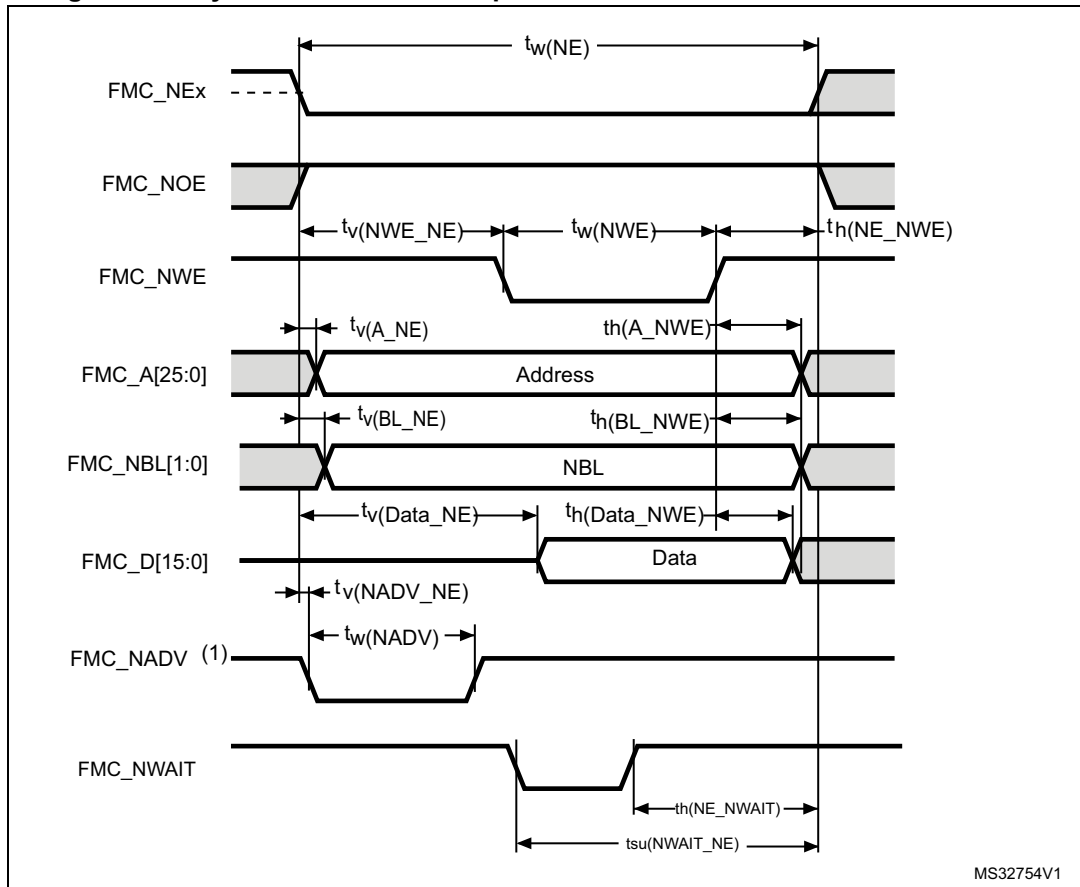 tw(NE)
FMC_NEx
FMC_NOE
tv(NWE_NE) tw(NWE) th(NE_NWE)
FMC_NWE
tv(A_NE) th(A_NWE)
FMC_A[25:0] Address
tv(BL_NE) th(BL_NWE)
FMC_NBL[1:0] NBL
tv(Data_NE) th(Data_NWE)
FMC_D[15:0] Data
tv(NADV_NE)
tw(NADV)
FMC_NADV (1)
FMC_NWAIT
th(NE_NWAIT)
tsu(NWAIT_NE)
MS32754V1